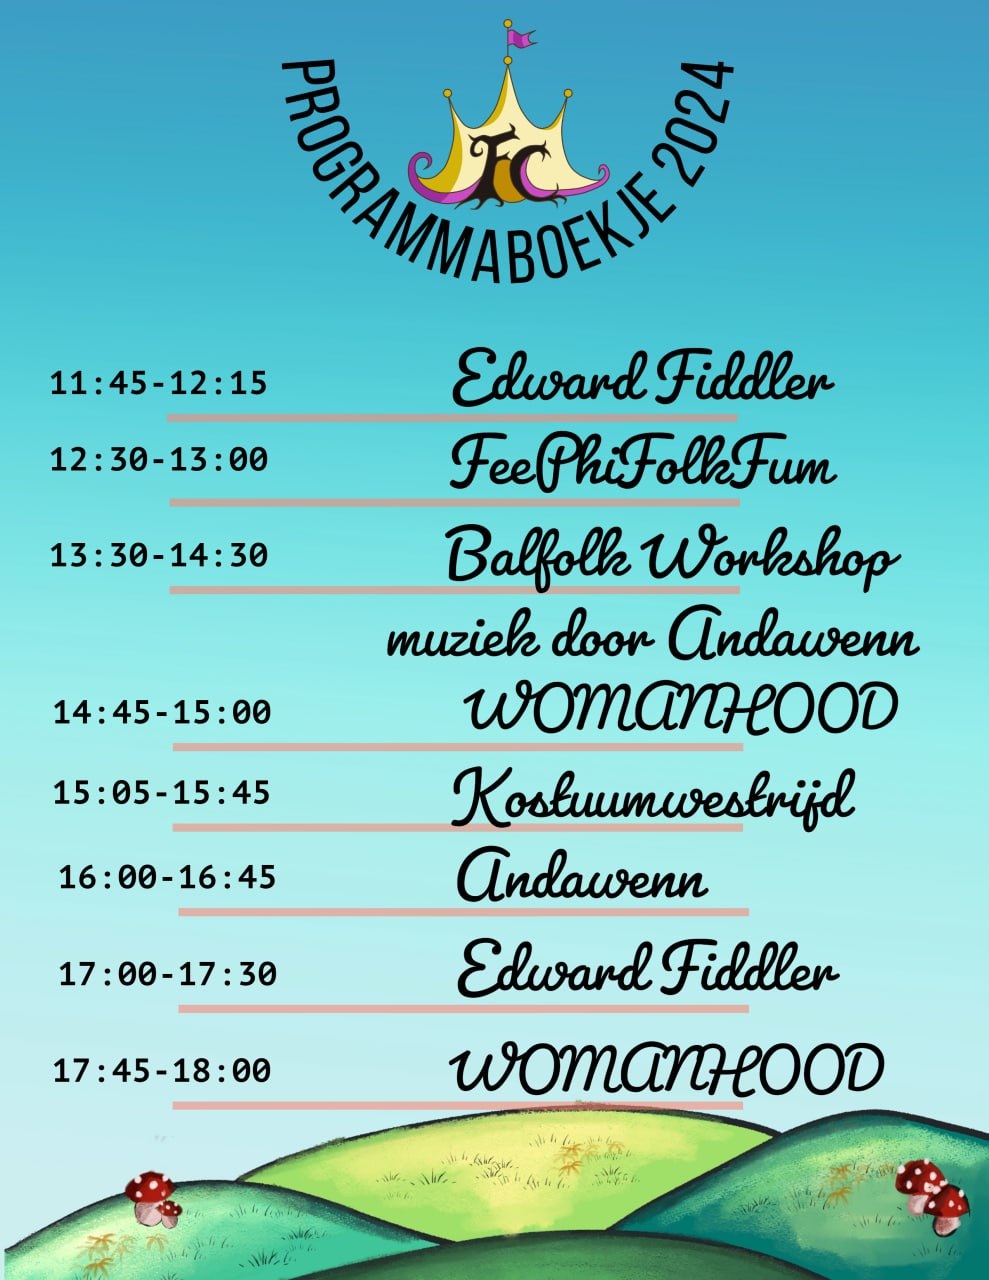 FC
PROGRAMMABOEKJE 2024
11:45-12:15 Edward Fiddler
12:30-13:00 FeePhiFolkFum
13:30-14:30 Balfolk Workshop
muziek door Andawenn
14:45-15:00 WOMANHOOD
15:05-15:45 Kostuumwestrijd
16:00-16:45 Andawenn
17:00-17:30 Edward Fiddler
17:45-18:00 WOMANHOOD